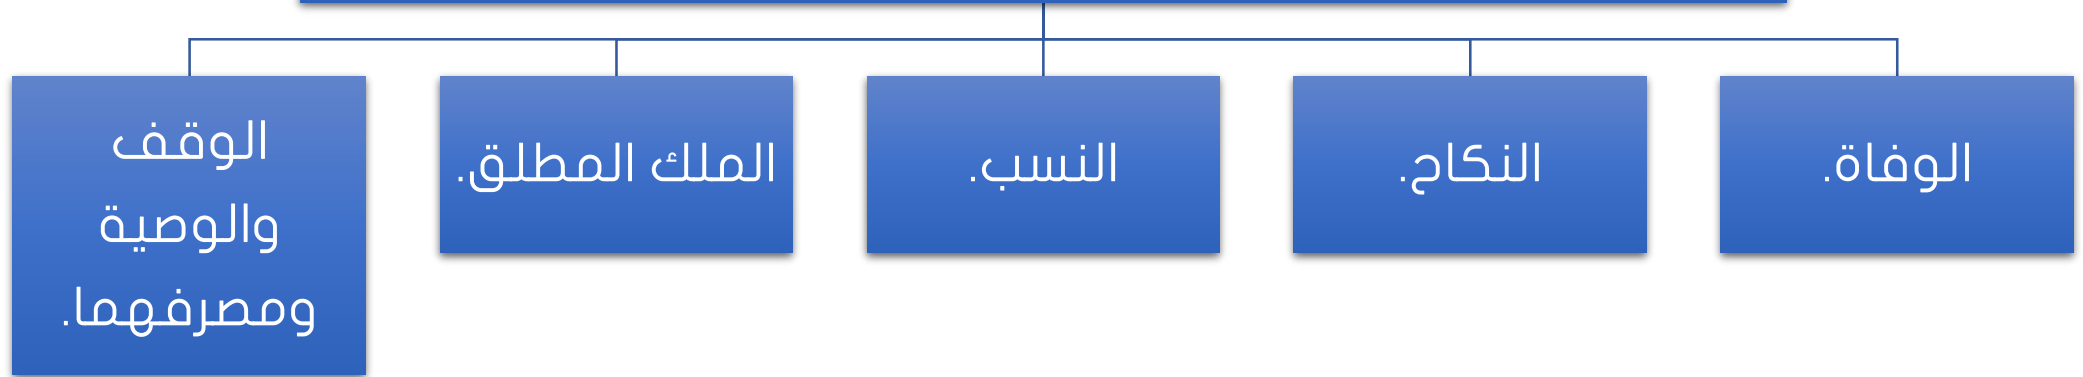 الوفاة.
النكاح.
النسب.
الملك المطلق.
الوقف
والوصية
ومصرفهما.